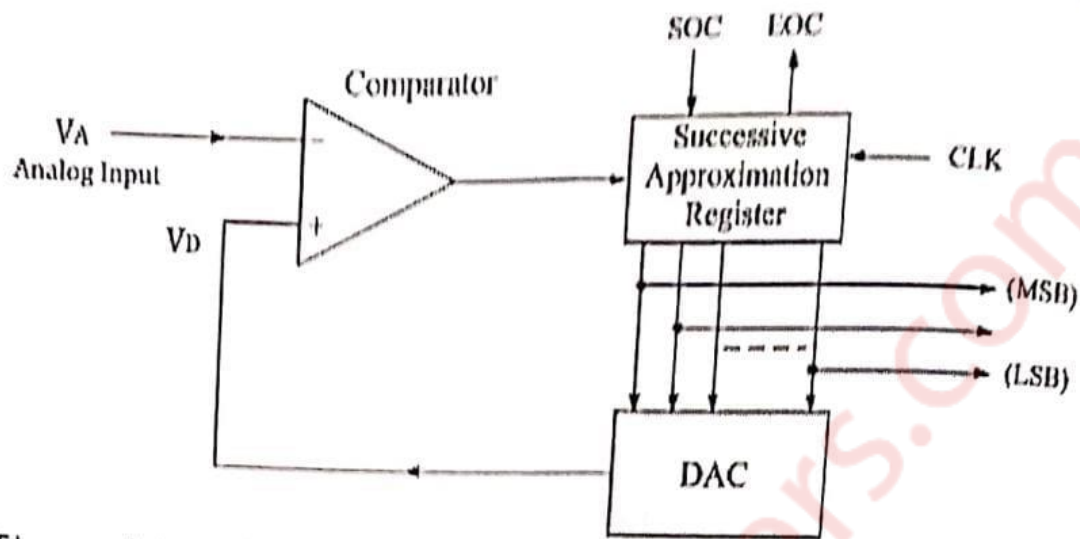 SOC EOC
Comparator
VA
Analog Input
−
+
VD
Successive
Approximation
Register
CLK
(MSB)
(LSB)
DAC